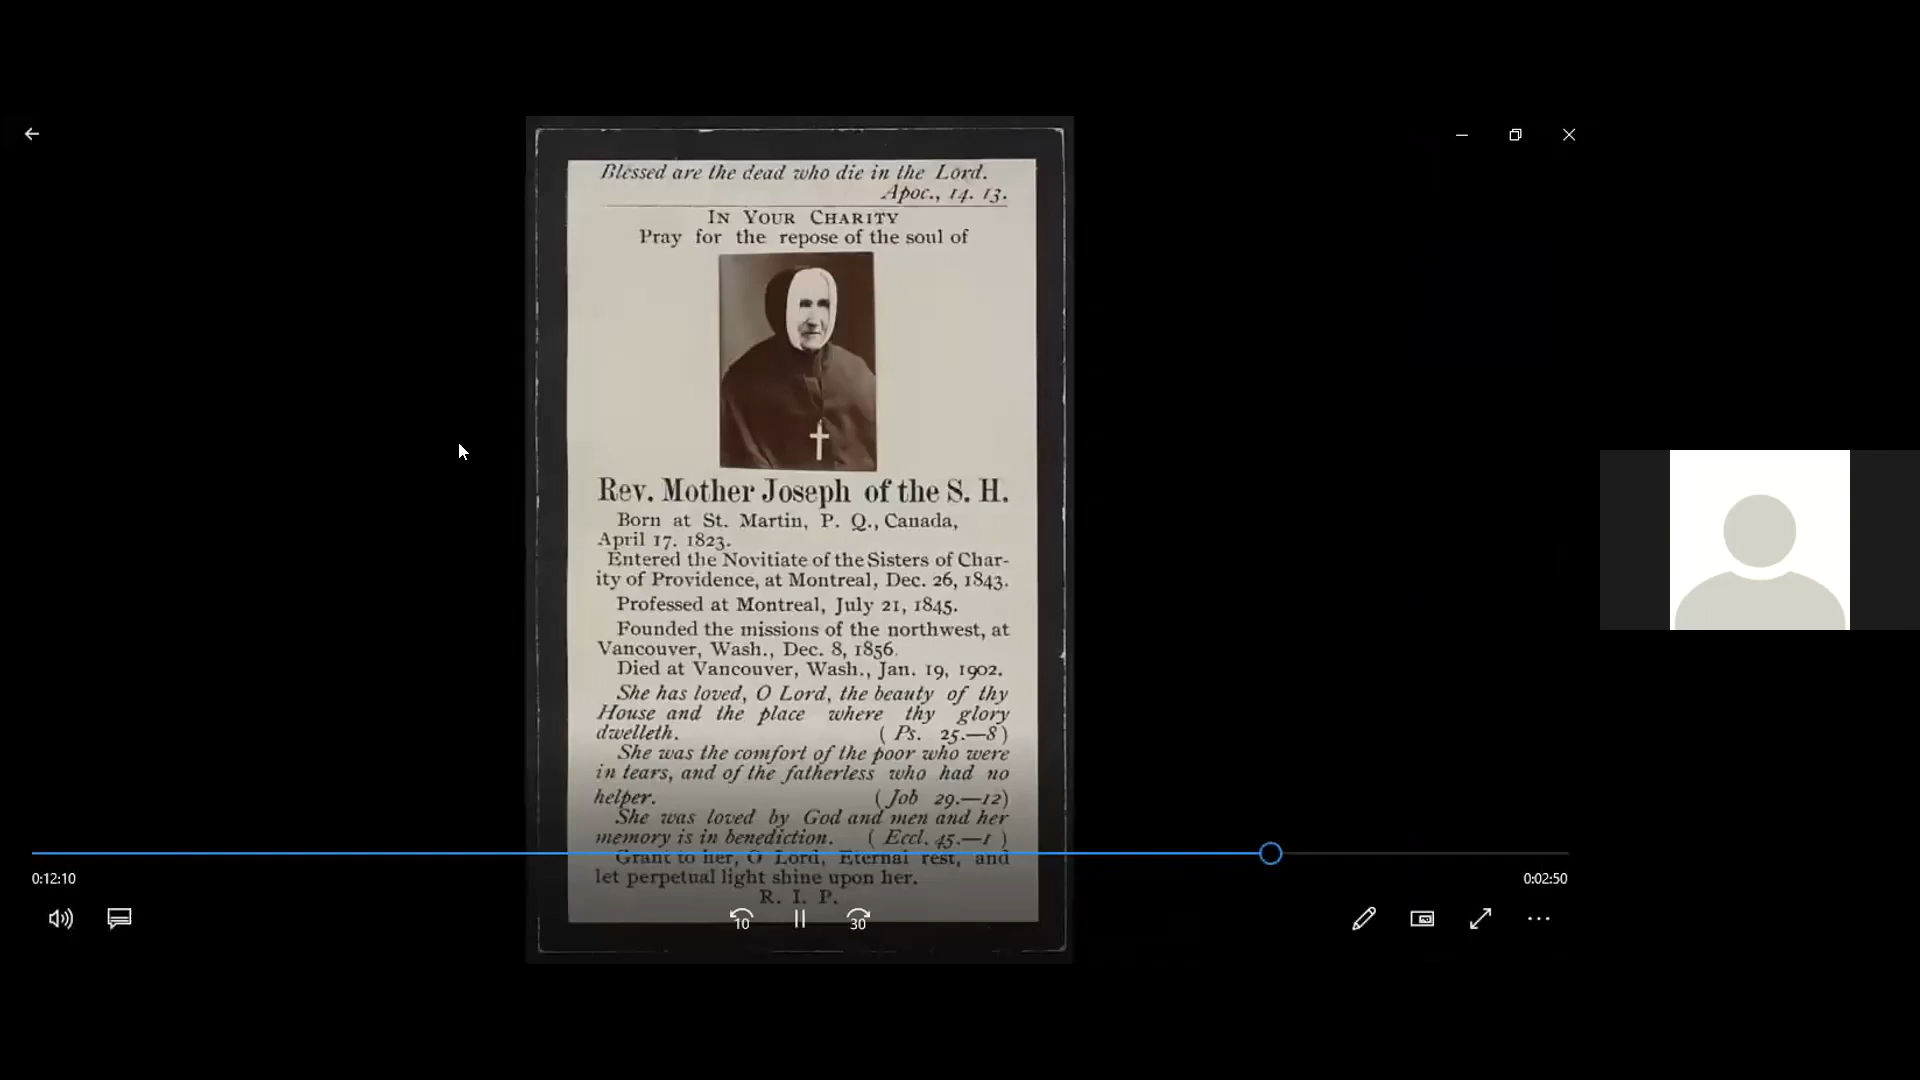 Blessed are the dead who die in the Lord.
Apoc., 14. 13.
IN YOUR CHARITY
Pray for the repose of the soul of
Rev. Mother Joseph of the S. H.
Born at St. Martin, P. Q., Canada,
April 17. 1823.
Entered the Novitiate of the Sisters of Char-
ity of Providence, at Montreal, Dec. 26, 1843.
Professed at Montreal, July 21, 1845.
Founded the missions of the northwest, at
Vancouver, Wash., Dec. 8, 1856.
Died at Vancouver, Wash., Jan. 19, 1902.
She has loved, O Lord, the beauty of thy
House and the place where thy glory
dwelleth. ( Ps. 25.—8 )
She was the comfort of the poor who were
in tears, and of the fatherless who had no
helper. ( Job 29.—12)
She was loved by God and men and her
memory is in benediction. ( Eccl. 45.—1 )
Grant to her, O Lord, Eternal rest, and
let perpetual light shine upon her.
R. I. P.
0:12:10
0:02:50
10
30